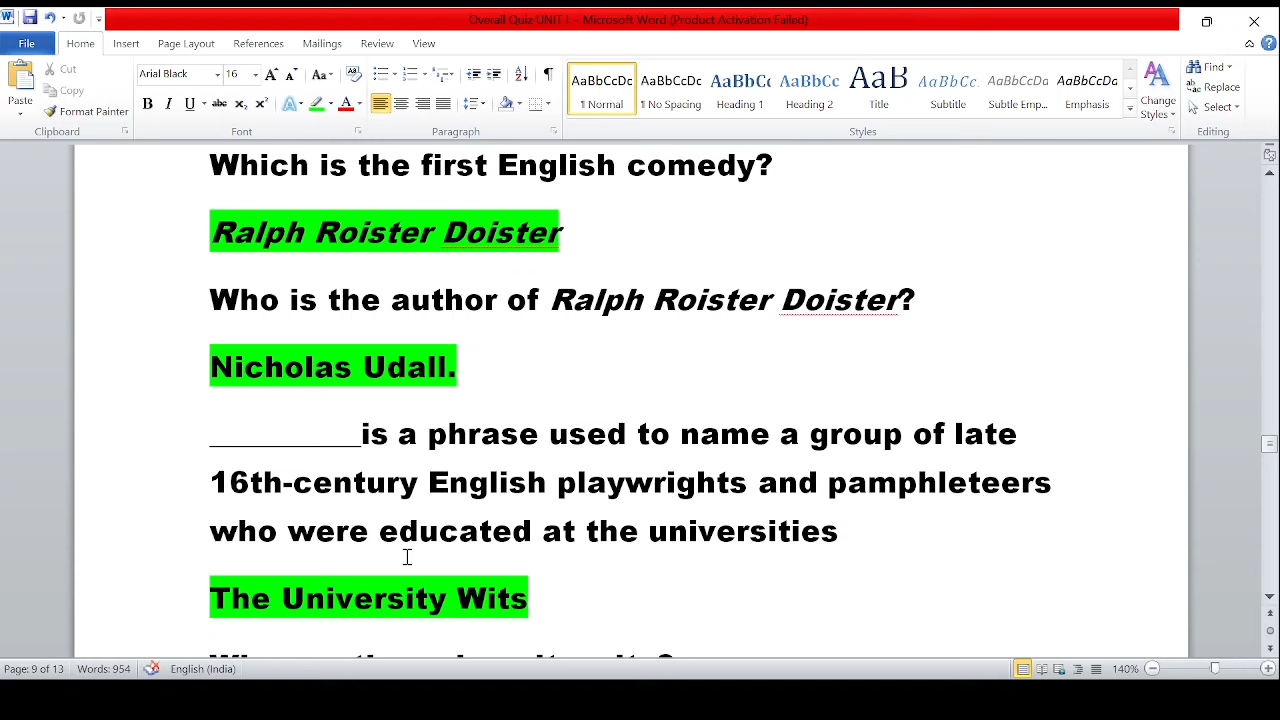 Overall Quiz UNIT I - Microsoft Word (Product Activation Failed)
File Home Insert Page Layout References Mailings Review View
Paste
Cut
Copy
Format Painter
Clipboard
Arial Black 16
Font
Paragraph
AaBbCcDc AaBbCcDc AaBbCc AaBbCc AaB AaBbCc. AaBbCcDc AaBbCcDc
¶ Normal ¶ No Spacing Heading 1 Heading 2 Title Subtitle Subtle Em... Emphasis
Change Styles
Styles
Find
Replace
Select
Editing
Which is the first English comedy?
Ralph Roister Doister
Who is the author of Ralph Roister Doister?
Nicholas Udall.
__________is a phrase used to name a group of late
16th-century English playwrights and pamphleteers
who were educated at the universities
The University Wits
Page: 9 of 13 Words: 954 English (India) 140%